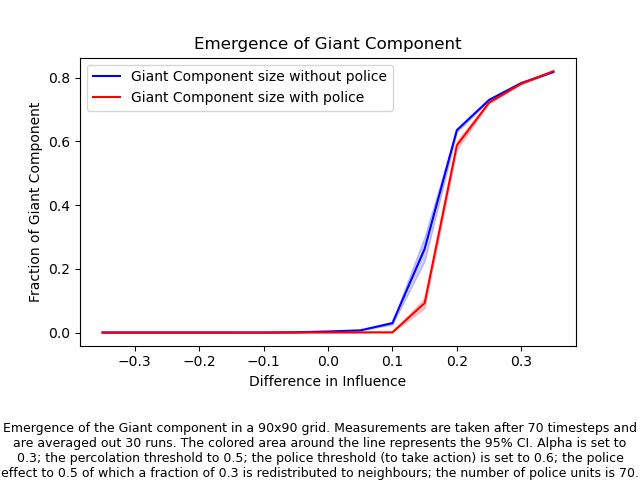 Emergence of Giant Component
Giant Component size without police
Giant Component size with police
Fraction of Giant Component
0.8
0.6
0.4
0.2
0.0
−0.3 −0.2 −0.1 0.0 0.1 0.2 0.3
Difference in Influence
Emergence of the Giant component in a 90x90 grid. Measurements are taken after 70 timesteps and
are averaged out 30 runs. The colored area around the line represents the 95% CI. Alpha is set to
0.3; the percolation threshold to 0.5; the police threshold (to take action) is set to 0.6; the police
effect to 0.5 of which a fraction of 0.3 is redistributed to neighbours; the number of police units is 70.